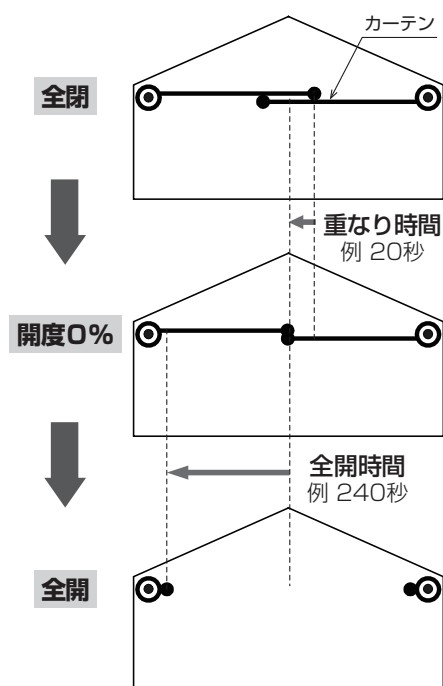 カーテン
全閉
重なり時間
例 20秒
開度0%
全開時間
例 240秒
全開